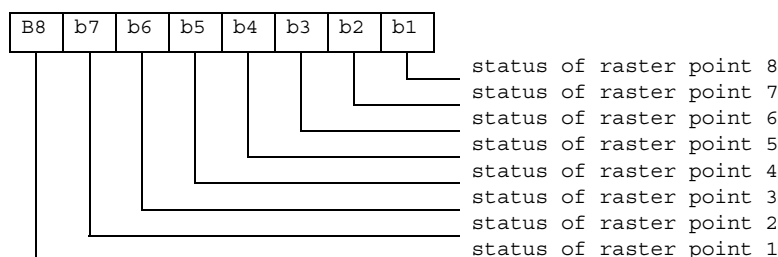 B8 b7 b6 b5 b4 b3 b2 b1
status of raster point 8
status of raster point 7
status of raster point 6
status of raster point 5
status of raster point 4
status of raster point 3
status of raster point 2
status of raster point 1